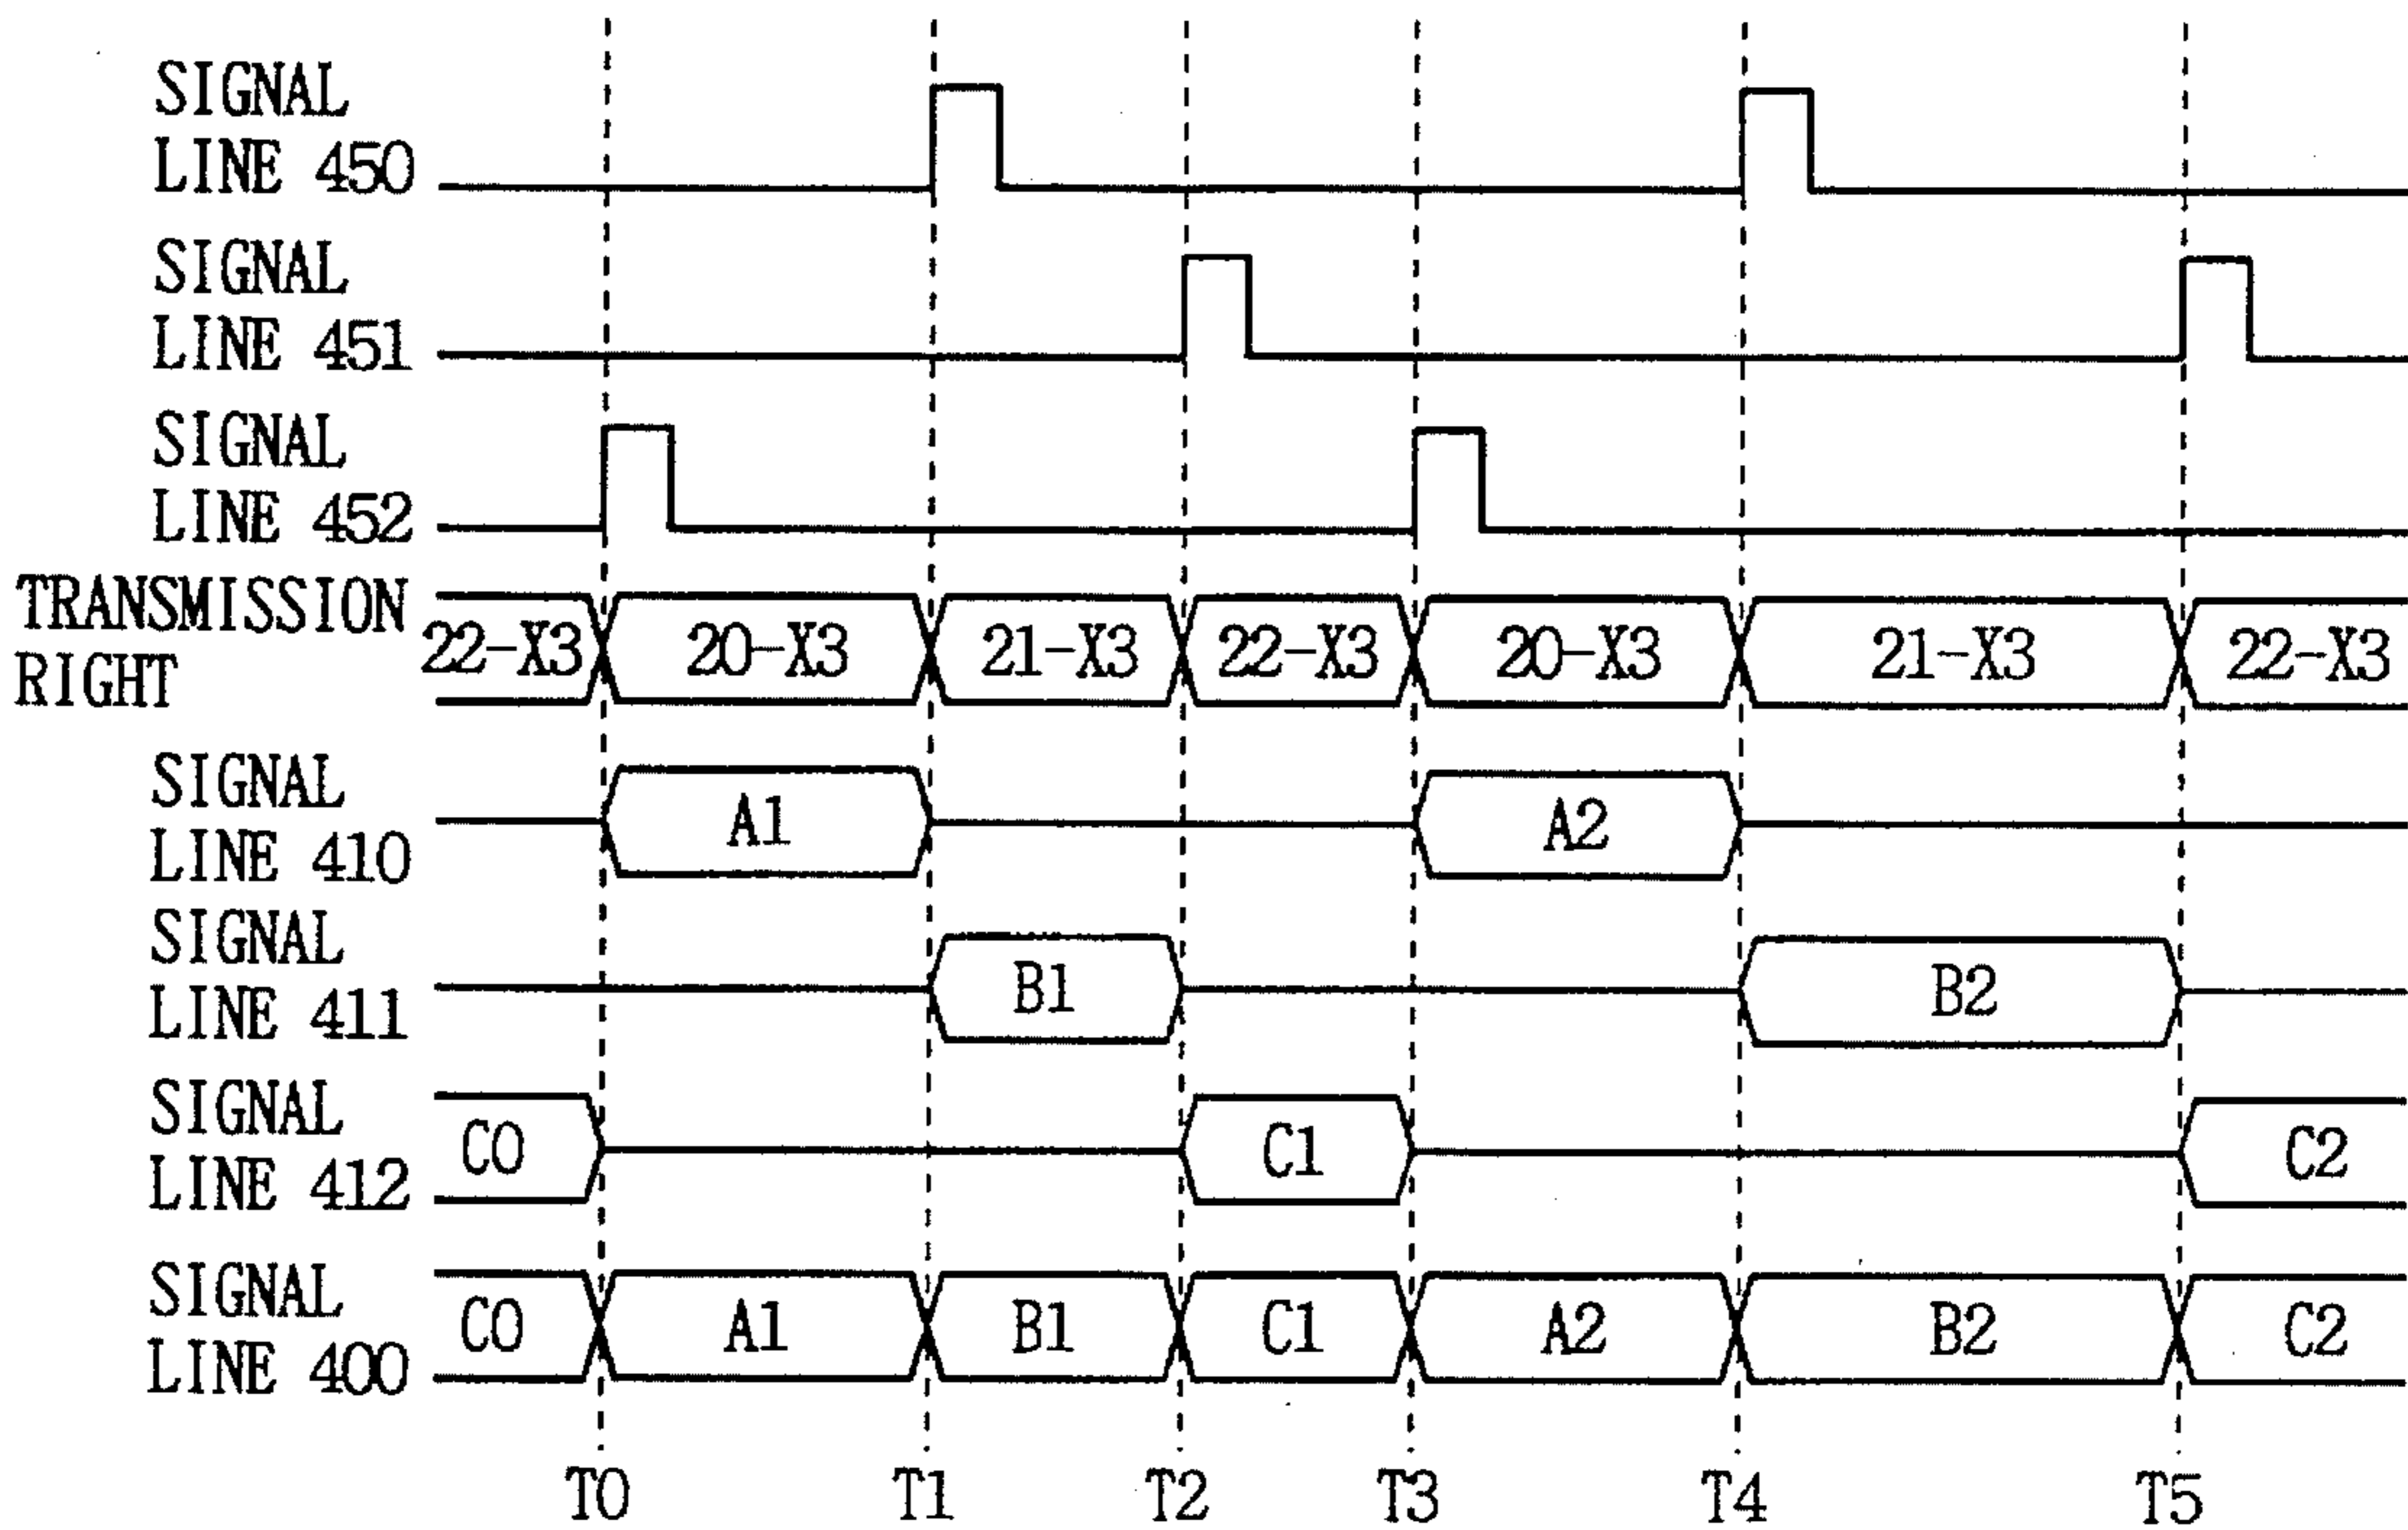 SIGNAL
LINE 450
SIGNAL
LINE 451
SIGNAL
LINE 452
TRANSMISSION
RIGHT
22-X3 20-X3 21-X3 22-X3 20-X3 21-X3 22-X3
SIGNAL
LINE 410
A1 A2
SIGNAL
LINE 411
B1 B2
SIGNAL
LINE 412
C0 C1 C2
SIGNAL
LINE 400
C0 A1 B1 C1 A2 B2 C2
T0 T1 T2 T3 T4 T5